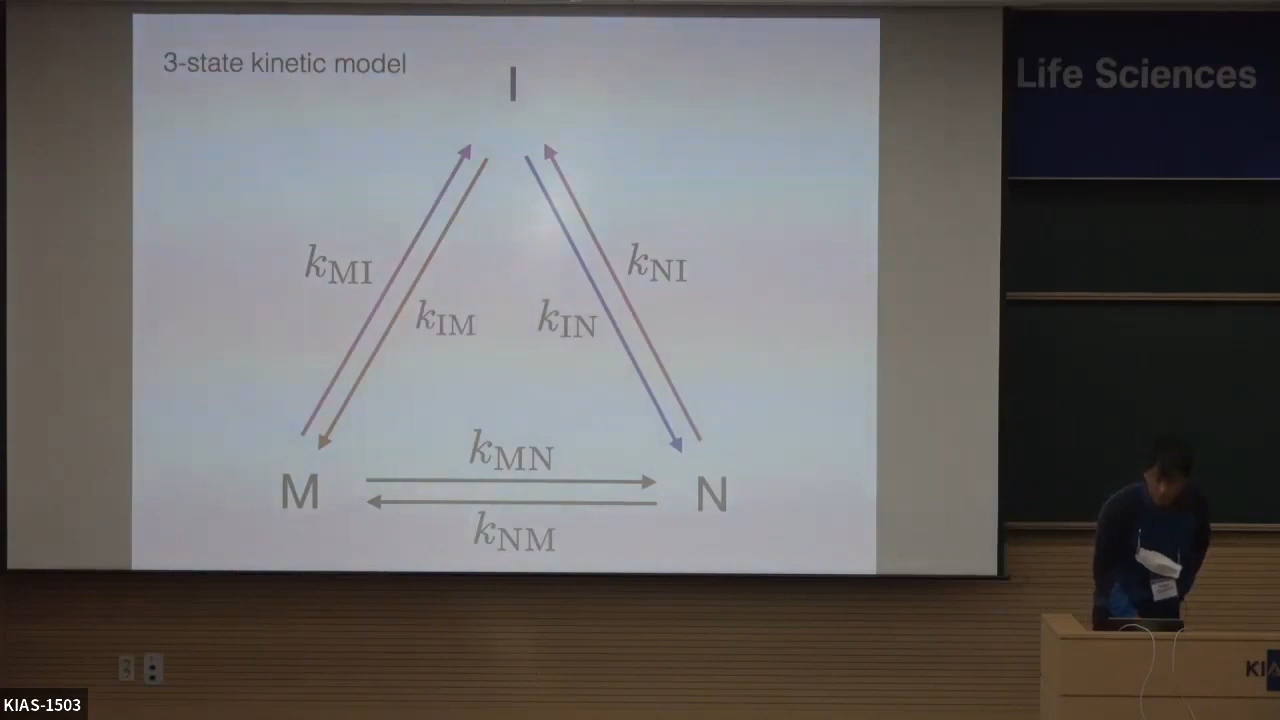 3-state kinetic model
I
k_MI
k_NI
k_IM
k_IN
k_MN
M
N
k_NM
Life Sciences
KIAS-1503